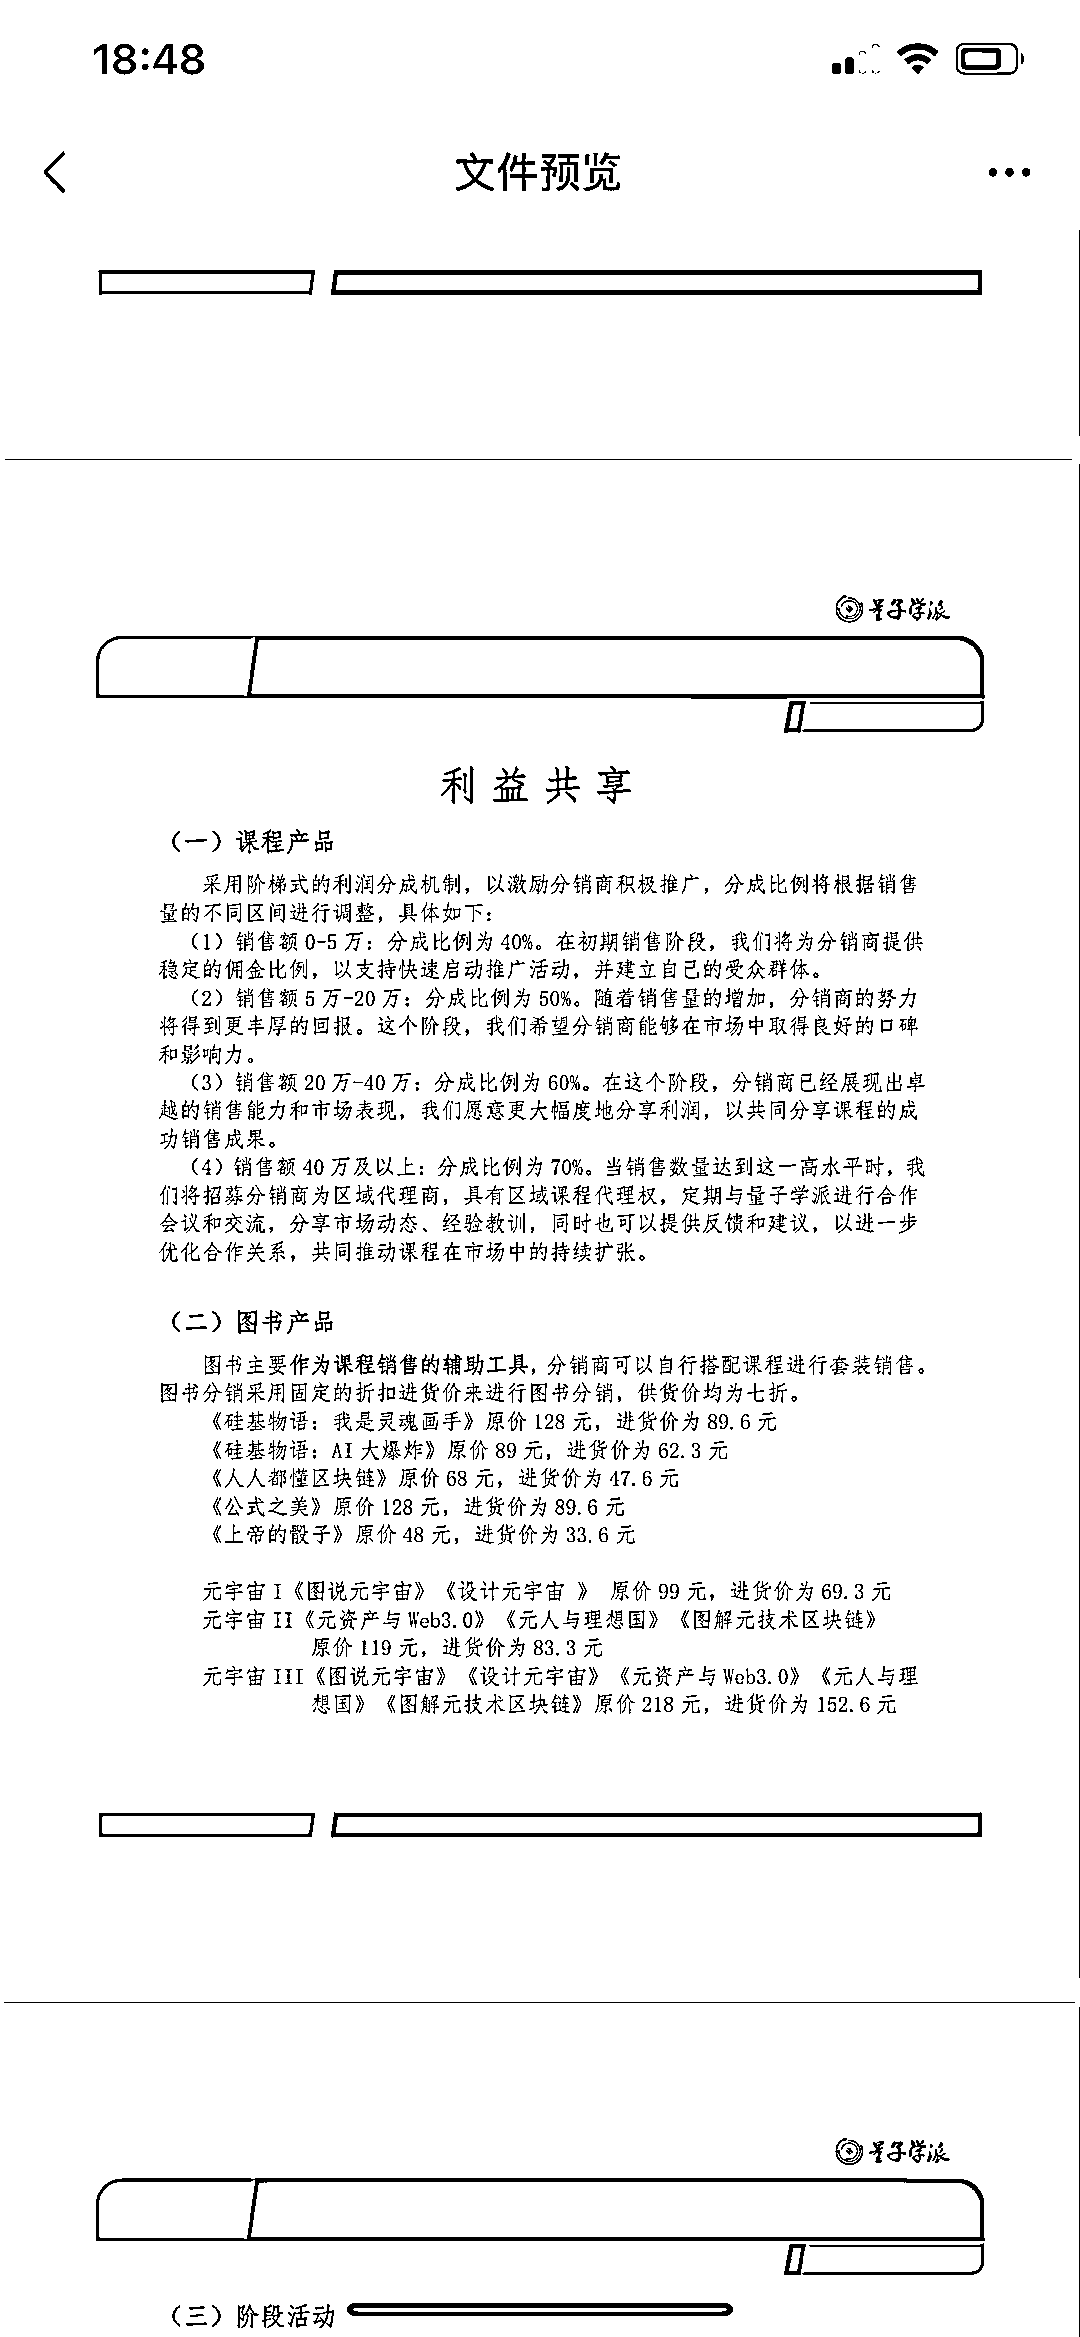 18:48
文件预览
量子学派
利益共享
（一）课程产品
采用阶梯式的利润分成机制，以激励分销商积极推广，分成比例将根据销售
量的不同区间进行调整，具体如下：
（1）销售额 0-5 万：分成比例为 40%。在初期销售阶段，我们将为分销商提供
稳定的佣金比例，以支持快速启动推广活动，并建立自己的受众群体。
（2）销售额 5 万-20 万：分成比例为 50%。随着销售量的增加，分销商的努力
将得到更丰厚的回报。这个阶段，我们希望分销商能够在市场中取得良好的口碑
和影响力。
（3）销售额 20 万-40 万：分成比例为 60%。在这个阶段，分销商已经展现出卓
越的销售能力和市场表现，我们愿意更大幅度地分享利润，以共同分享课程的成
功销售成果。
（4）销售额 40 万及以上：分成比例为 70%。当销售数量达到这一高水平时，我
们将招募分销商为区域代理商，具有区域课程代理权，定期与量子学派进行合作
会议和交流，分享市场动态、经验教训，同时也可以提供反馈和建议，以进一步
优化合作关系，共同推动课程在市场中的持续扩张。
（二）图书产品
图书主要作为课程销售的辅助工具，分销商可以自行搭配课程进行套装销售。
图书分销采用固定的折扣进货价来进行图书分销，供货价均为七折。
《硅基物语：我是灵魂画手》原价 128 元，进货价为 89.6 元
《硅基物语：AI 大爆炸》原价 89 元，进货价为 62.3 元
《人人都懂区块链》原价 68 元，进货价为 47.6 元
《公式之美》原价 128 元，进货价为 89.6 元
《上帝的骰子》原价 48 元，进货价为 33.6 元
元宇宙 I《图说元宇宙》《设计元宇宙 》 原价 99 元，进货价为 69.3 元
元宇宙 II《元资产与 Web3.0》《元人与理想国》《图解元技术区块链》
原价 119 元，进货价为 83.3 元
元宇宙 III《图说元宇宙》《设计元宇宙》《元资产与 Web3.0》《元人与理
想国》《图解元技术区块链》原价 218 元，进货价为 152.6 元
量子学派
（三）阶段活动